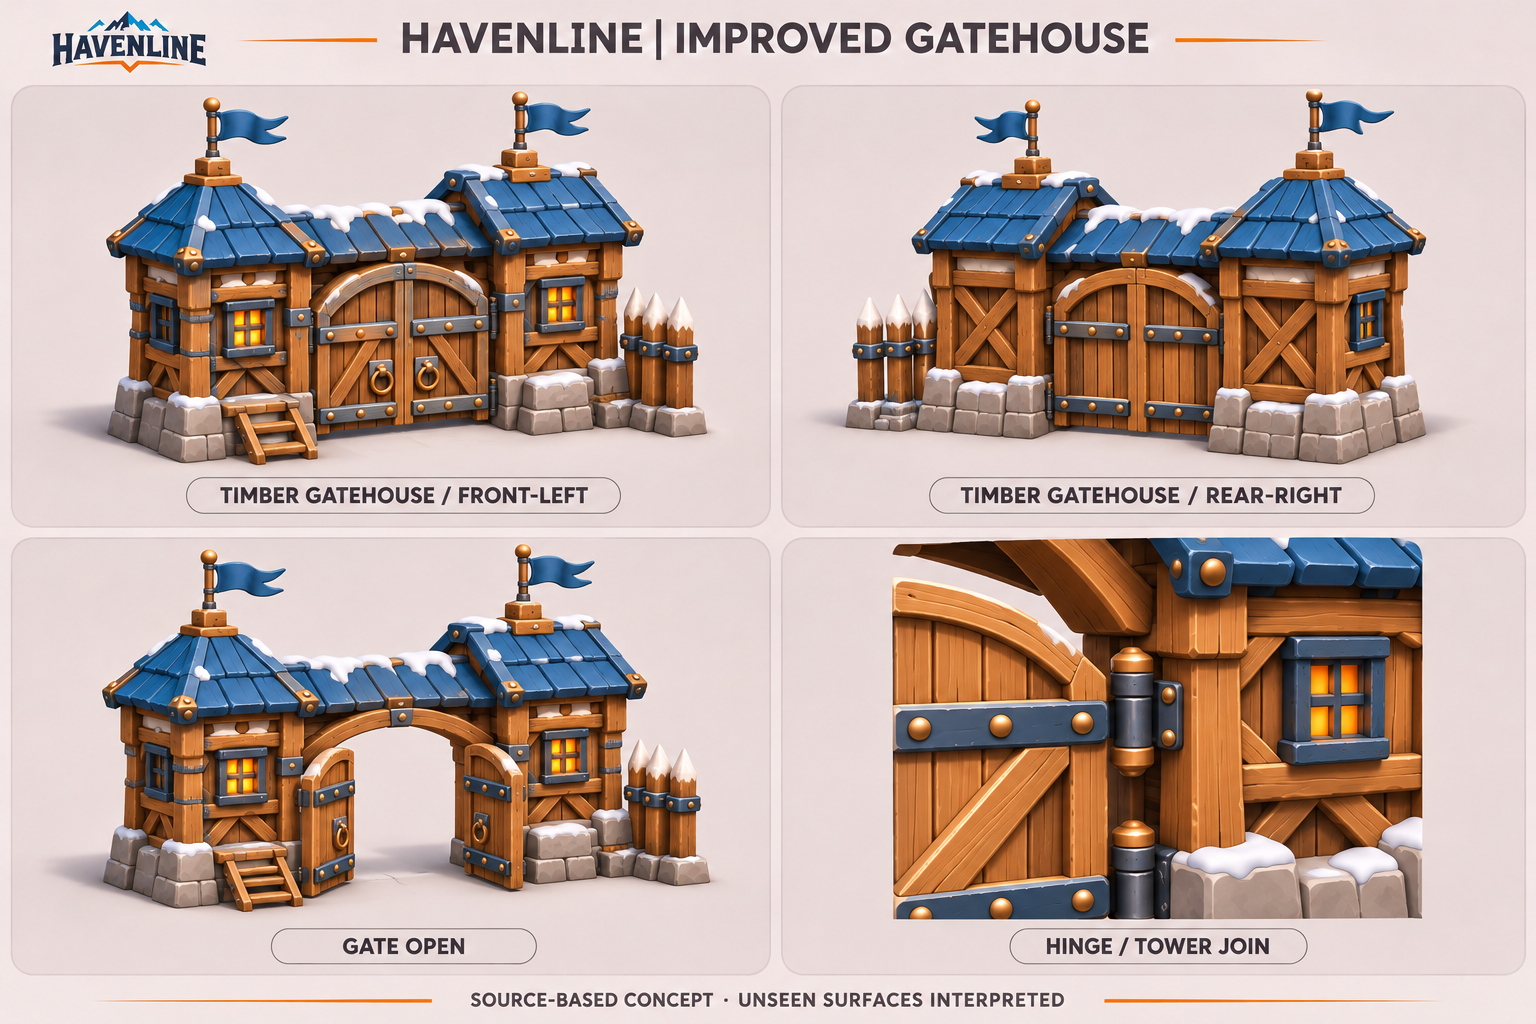 HAVENLINE
HAVENLINE | IMPROVED GATEHOUSE
TIMBER GATEHOUSE / FRONT-LEFT
TIMBER GATEHOUSE / REAR-RIGHT
GATE OPEN
HINGE / TOWER JOIN
SOURCE-BASED CONCEPT · UNSEEN SURFACES INTERPRETED